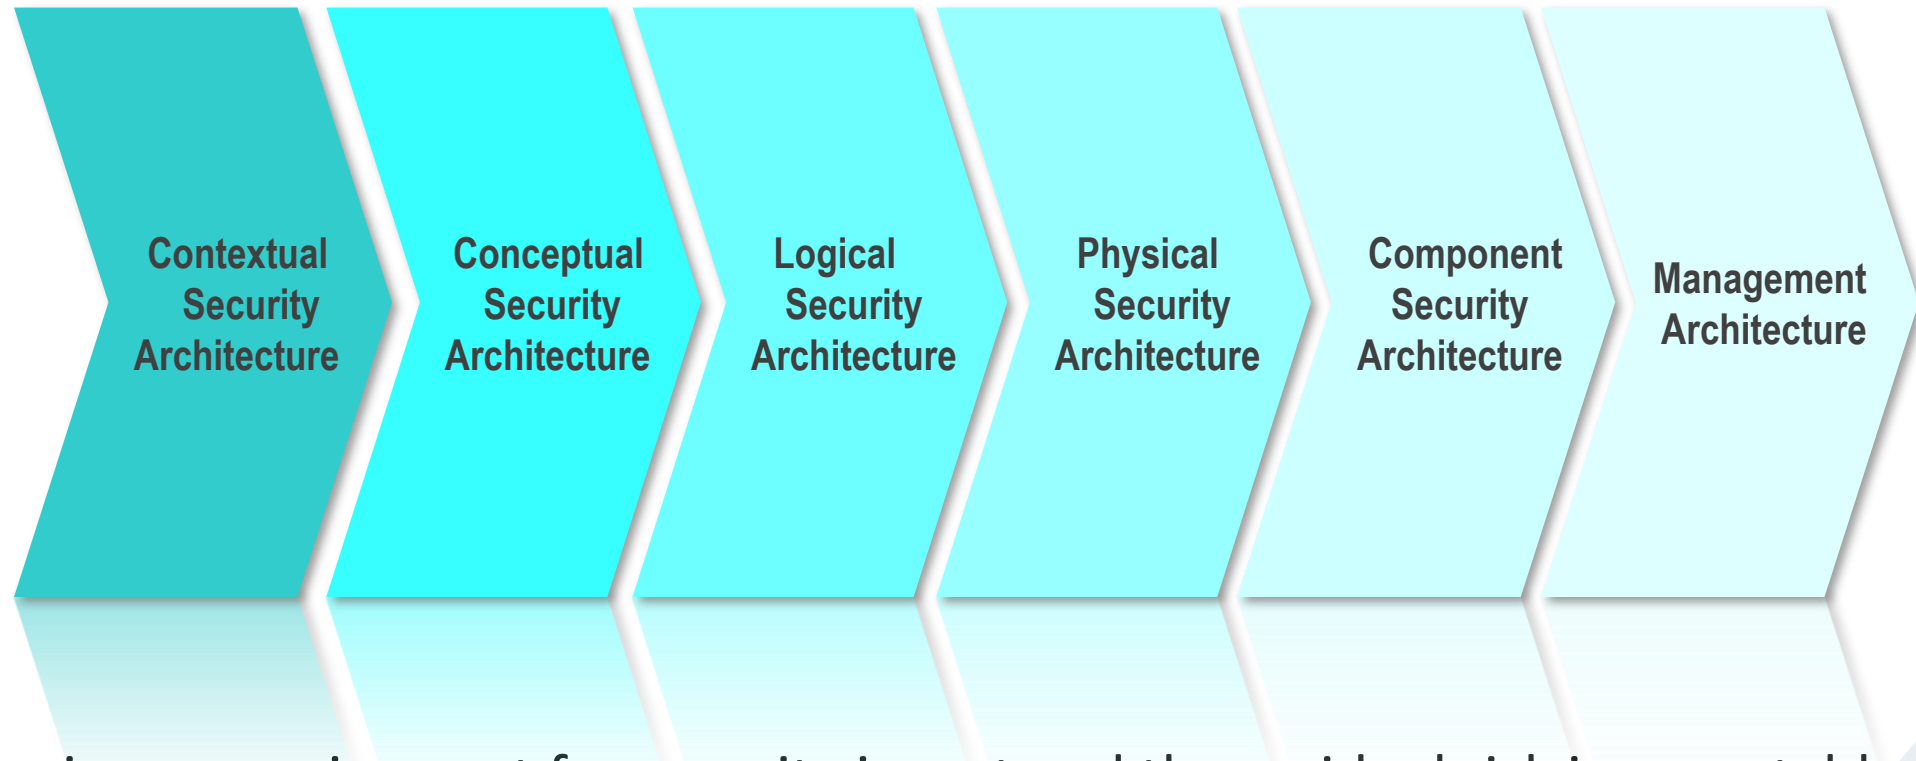 Contextual
Security
Architecture
Conceptual
Security
Architecture
Logical
Security
Architecture
Physical
Security
Architecture
Component
Security
Architecture
Management
Architecture